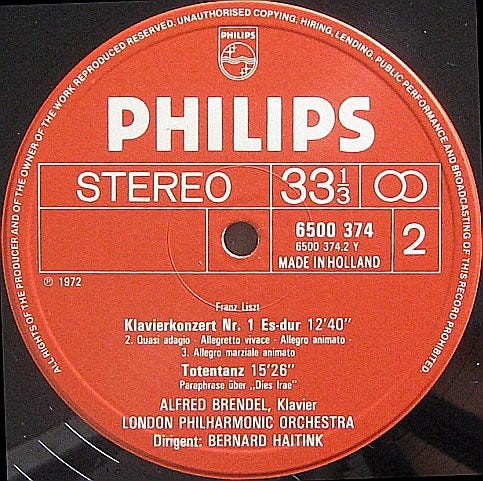 ALL RIGHTS OF THE PRODUCER AND OF THE OWNER OF THE WORK REPRODUCED RESERVED. UNAUTHORISED COPYING, HIRING, LENDING, PUBLIC PERFORMANCE AND BROADCASTING OF THIS RECORD PROHIBITED
PHILIPS
PHILIPS
STEREO 33 1/3
6500 374
6500 374.2 Y
MADE IN HOLLAND
2
℗ 1972
Franz Liszt
Klavierkonzert Nr. 1 Es-dur 12'40"
2. Quasi adagio - Allegretto vivace - Allegro animato -
3. Allegro marziale animato
Totentanz 15'26"
Paraphrase über „Dies Irae"
ALFRED BRENDEL, Klavier
LONDON PHILHARMONIC ORCHESTRA
Dirigent: BERNARD HAITINK